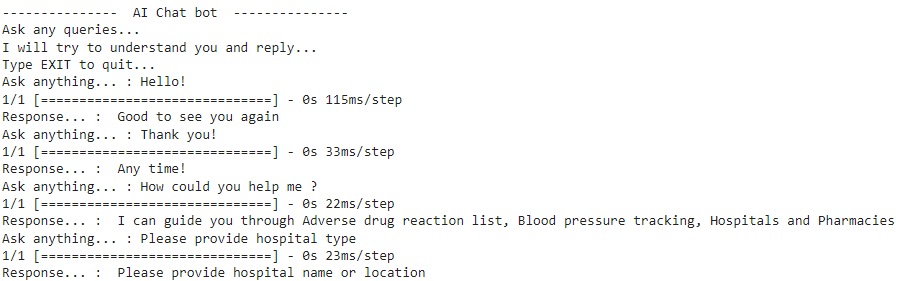 ---------------  AI Chat bot  ---------------
Ask any queries...
I will try to understand you and reply...
Type EXIT to quit...
Ask anything... : Hello!
1/1 [==============================] - 0s 115ms/step
Response... :  Good to see you again
Ask anything... : Thank you!
1/1 [==============================] - 0s 33ms/step
Response... :  Any time!
Ask anything... : How could you help me ?
1/1 [==============================] - 0s 22ms/step
Response... :  I can guide you through Adverse drug reaction list, Blood pressure tracking, Hospitals and Pharmacies
Ask anything... : Please provide hospital type
1/1 [==============================] - 0s 23ms/step
Response... :  Please provide hospital name or location